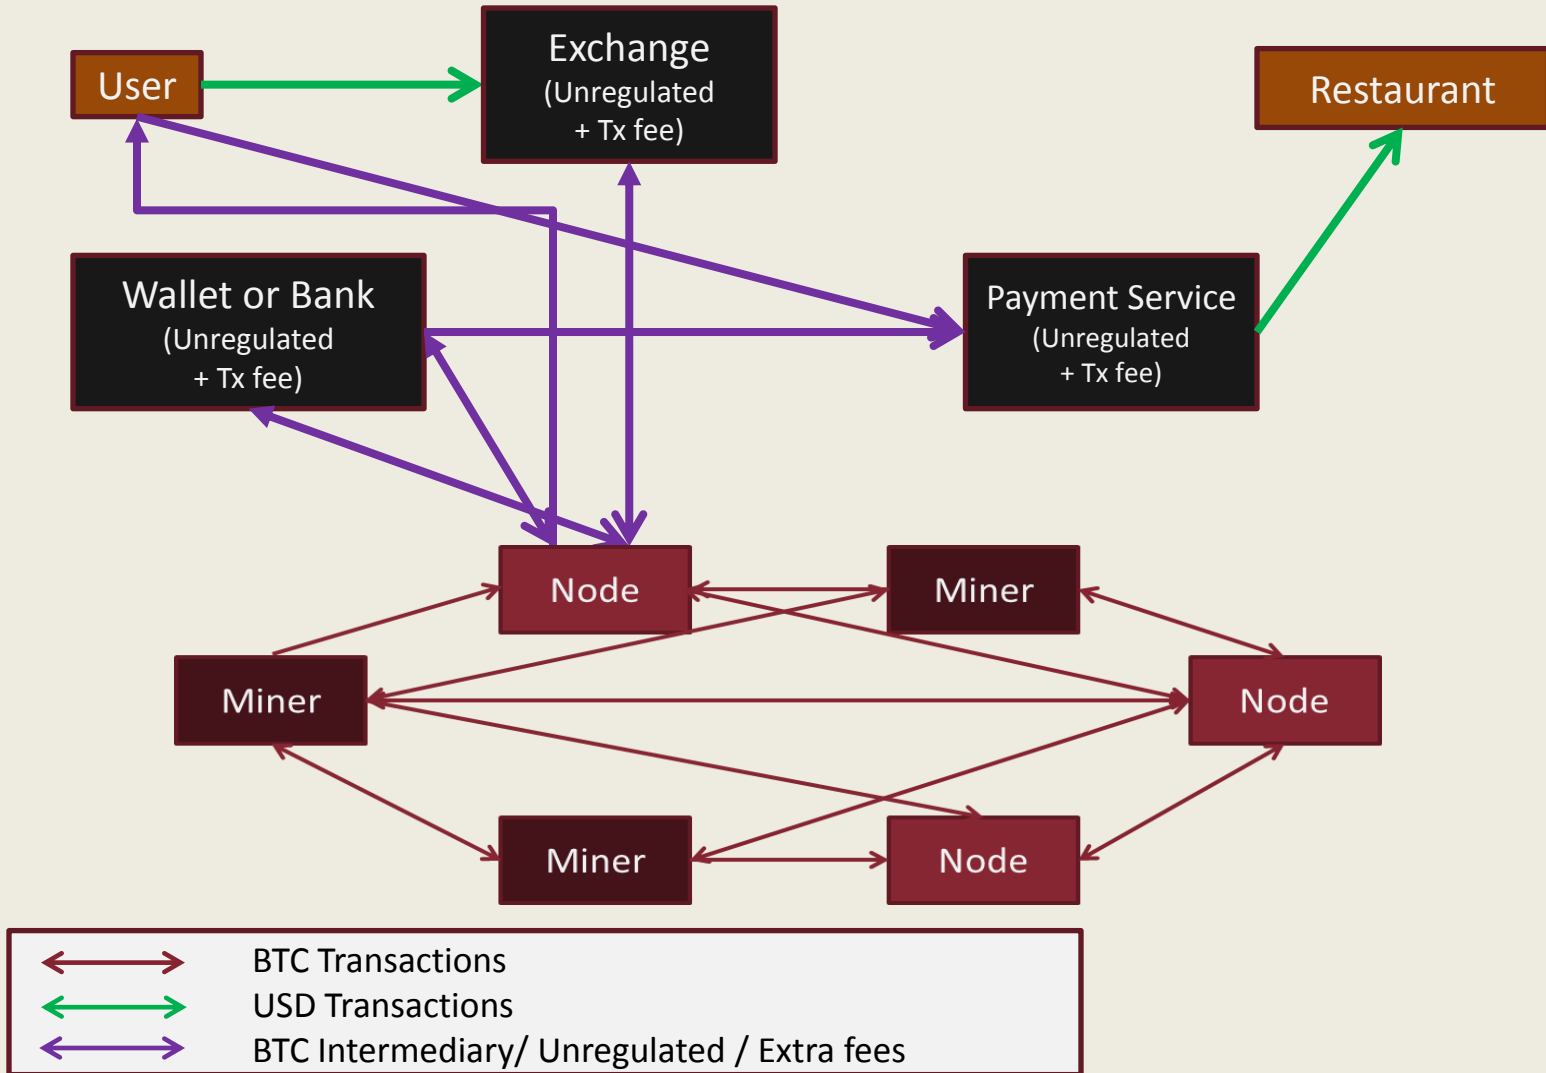 User
Exchange
(Unregulated
+ Tx fee)
Restaurant
Wallet or Bank
(Unregulated
+ Tx fee)
Payment Service
(Unregulated
+ Tx fee)
Node
Miner
Miner
Node
Miner
Node
BTC Transactions
USD Transactions
BTC Intermediary/ Unregulated / Extra fees